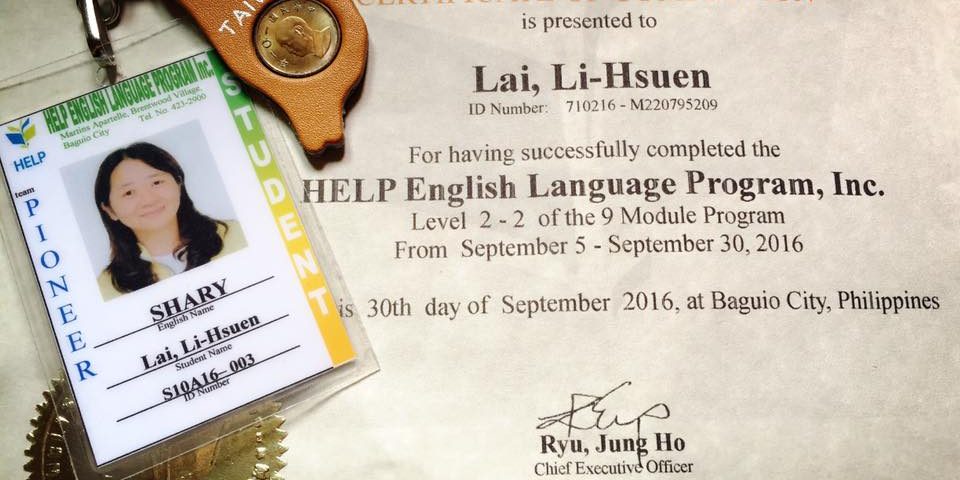 is presented to
Lai, Li-Hsuen
ID Number: 710216 - M220795209
For having successfully completed the
HELP English Language Program, Inc.
Level 2 - 2 of the 9 Module Program
From September 5 - September 30, 2016
is 30th day of September 2016, at Baguio City, Philippines
Ryu, Jung Ho
Chief Executive Officer
HELP ENGLISH LANGUAGE PROGRAM Inc.
Martins Apartelle, Brentwood Village,
Baguio City Tel No. 423-2900
HELP
team
PIONEER
STUDENT
SHARY
English Name
Lai, Li-Hsuen
Student Name
S10A16-003
ID Number